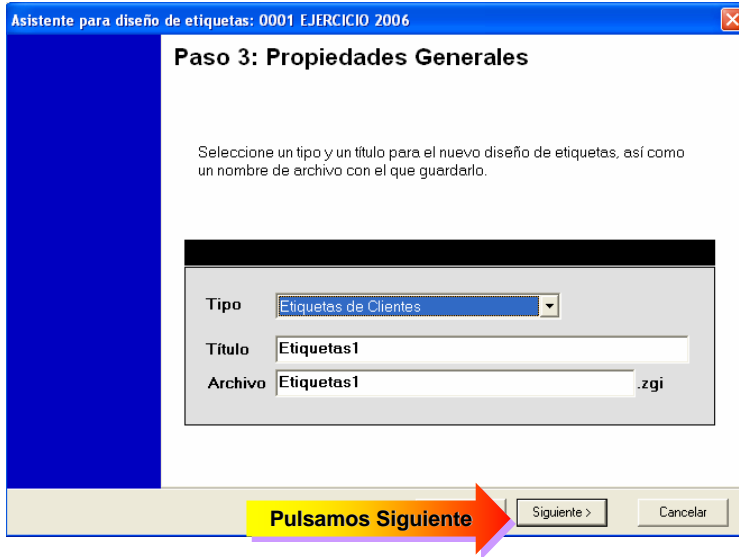 Asistente para diseño de etiquetas: 0001 EJERCICIO 2006
Paso 3: Propiedades Generales
Seleccione un tipo y un título para el nuevo diseño de etiquetas, así como
un nombre de archivo con el que guardarlo.
Tipo Etiquetas de Clientes
Título Etiquetas1
Archivo Etiquetas1 .zgi
Pulsamos Siguiente Siguiente > Cancelar